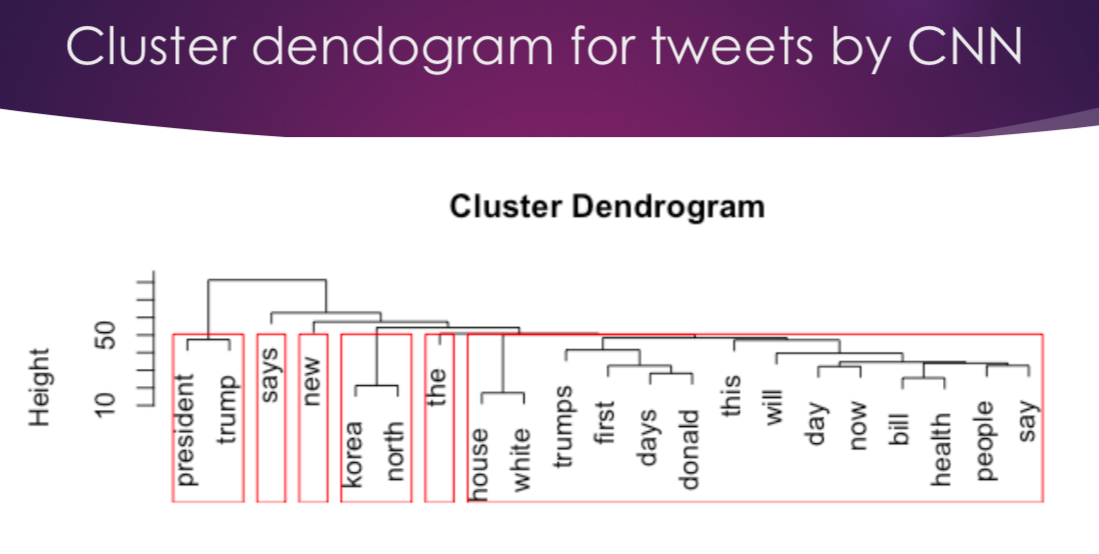 Cluster dendogram for tweets by CNN
Cluster Dendrogram
Height
50
10
president
trump
says
new
korea
north
the
house
white
trumps
first
days
donald
this
will
day
now
bill
health
people
say